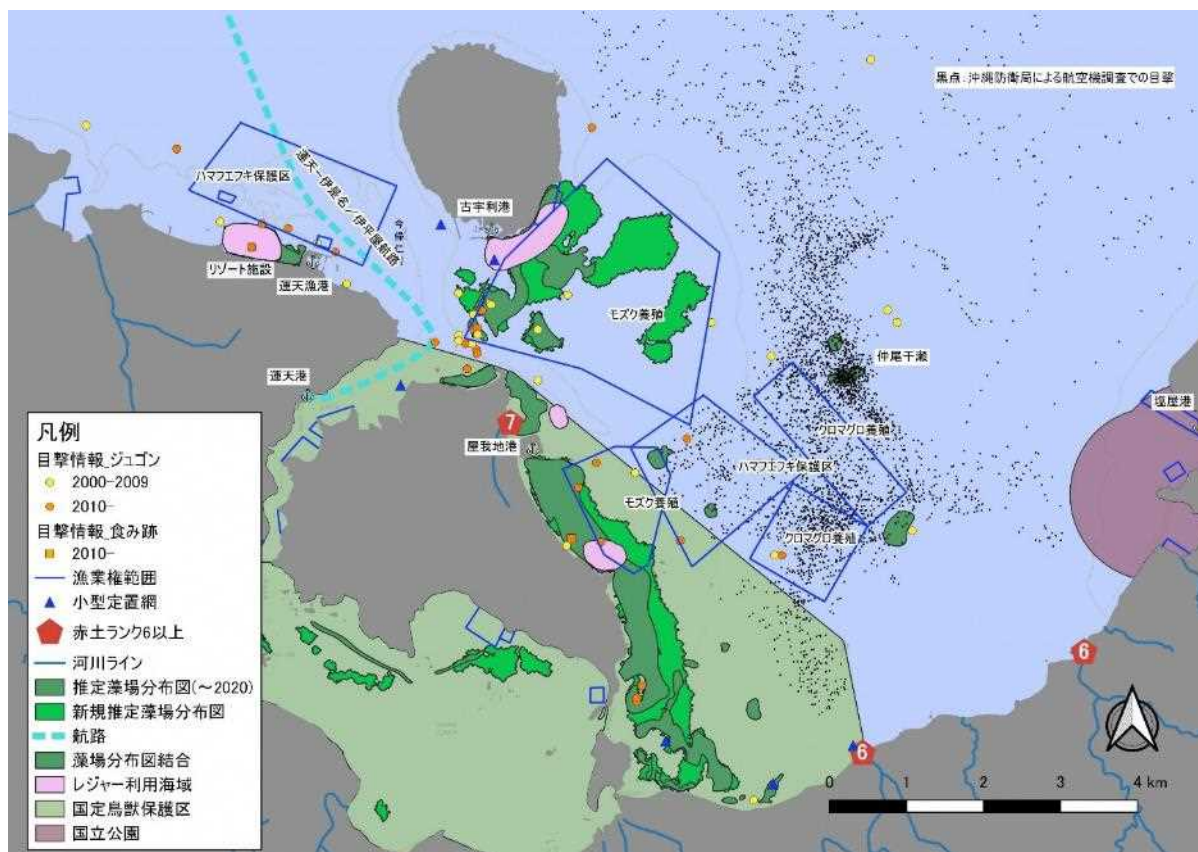 黒点:沖縄防衛局による航空機調査での目撃
ハマフエフキ保護区
運天ー伊是名/伊平屋航路
古宇利港
リゾート施設
運天漁港
モズク養殖
仲尾干瀬
運天港
塩屋港
クロマグロ養殖
7
屋我地港
ハマフエフキ保護区
モズク養殖
クロマグロ養殖
6
6
凡例
目撃情報_ジュゴン
2000-2009
2010-
目撃情報_食み跡
2010-
漁業権範囲
小型定置網
赤土ランク6以上
河川ライン
推定藻場分布図(~2020)
新規推定藻場分布図
航路
藻場分布図結合
レジャー利用海域
国定鳥獣保護区
国立公園
0 1 2 3 4 km